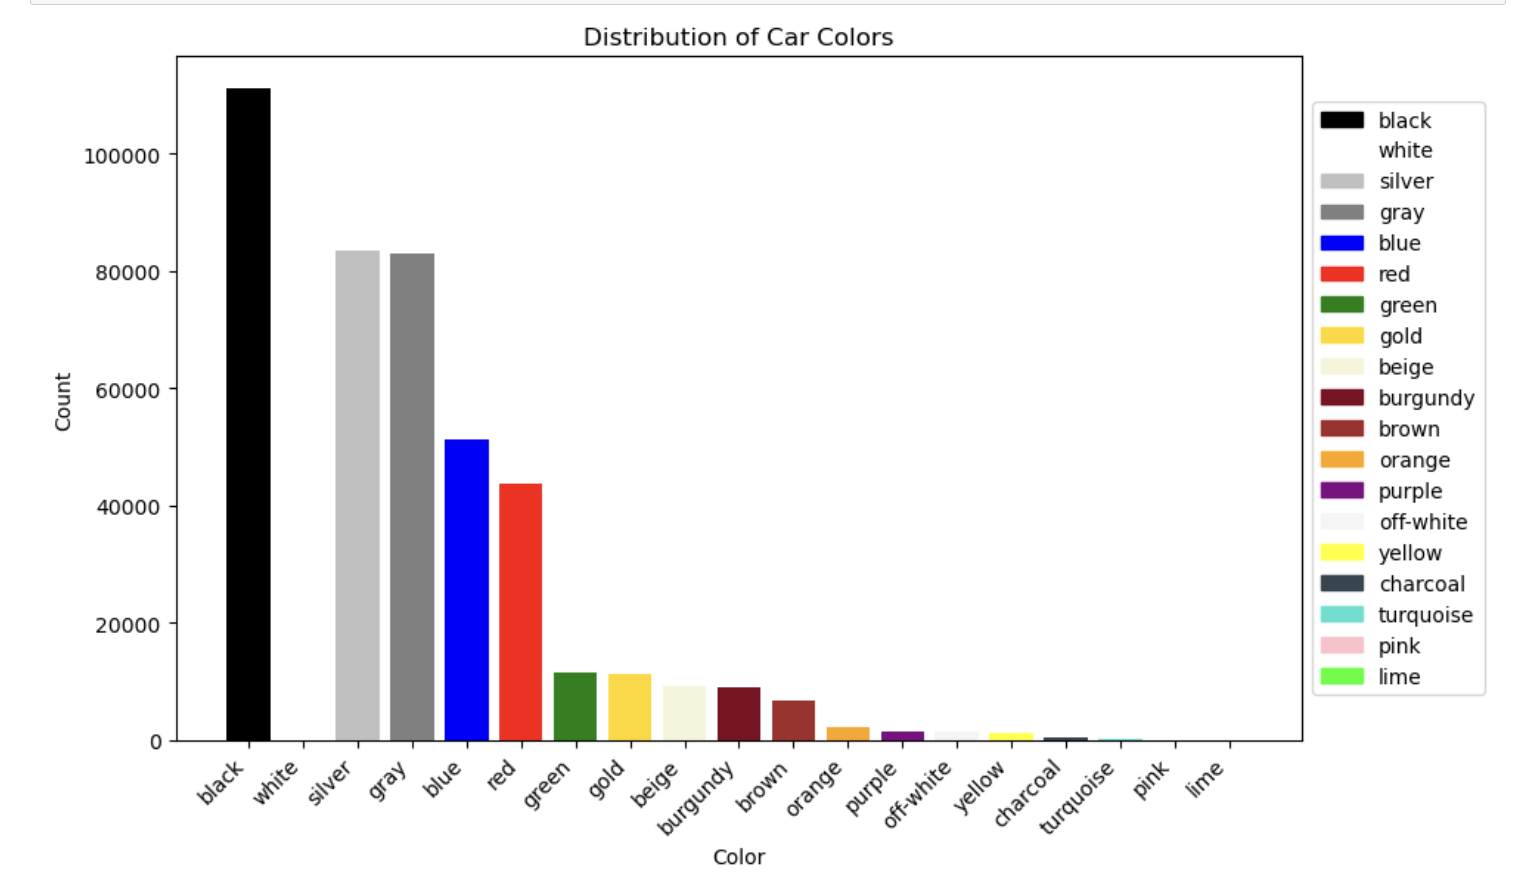 Distribution of Car Colors
100000
80000
60000
40000
20000
0
Count
black
white
silver
gray
blue
red
green
gold
beige
burgundy
brown
orange
purple
off-white
yellow
charcoal
turquoise
pink
lime
Color
black
white
silver
gray
blue
red
green
gold
beige
burgundy
brown
orange
purple
off-white
yellow
charcoal
turquoise
pink
lime